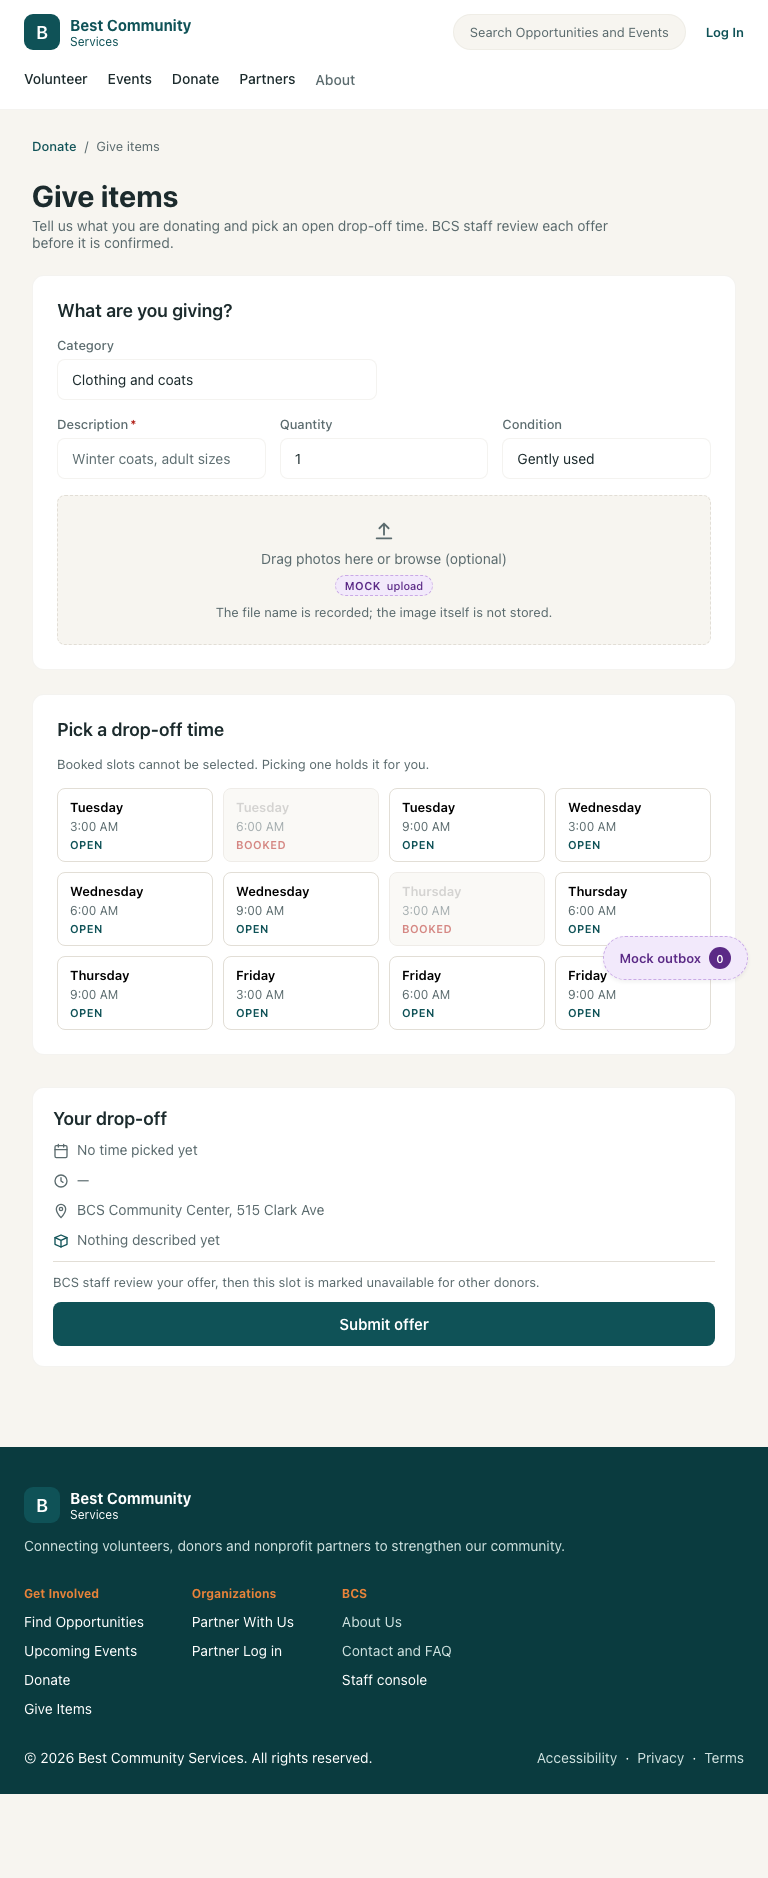 B
Best Community
Services
Search Opportunities and Events
Log In
Volunteer Events Donate Partners About
Donate / Give items
Give items
Tell us what you are donating and pick an open drop-off time. BCS staff review each offer
before it is confirmed.
What are you giving?
Category
Clothing and coats
Description* Quantity Condition
Winter coats, adult sizes 1 Gently used
Drag photos here or browse (optional)
MOCK upload
The file name is recorded; the image itself is not stored.
Pick a drop-off time
Booked slots cannot be selected. Picking one holds it for you.
Tuesday
3:00 AM
OPEN
Tuesday
6:00 AM
BOOKED
Tuesday
9:00 AM
OPEN
Wednesday
3:00 AM
OPEN
Wednesday
6:00 AM
OPEN
Wednesday
9:00 AM
OPEN
Thursday
3:00 AM
BOOKED
Thursday
6:00 AM
OPEN
Mock outbox 0
Thursday
9:00 AM
OPEN
Friday
3:00 AM
OPEN
Friday
6:00 AM
OPEN
Friday
9:00 AM
OPEN
Your drop-off
No time picked yet
—
BCS Community Center, 515 Clark Ave
Nothing described yet
BCS staff review your offer, then this slot is marked unavailable for other donors.
Submit offer
B
Best Community
Services
Connecting volunteers, donors and nonprofit partners to strengthen our community.
Get Involved
Find Opportunities
Upcoming Events
Donate
Give Items
Organizations
Partner With Us
Partner Log in
BCS
About Us
Contact and FAQ
Staff console
© 2026 Best Community Services. All rights reserved.
Accessibility · Privacy · Terms